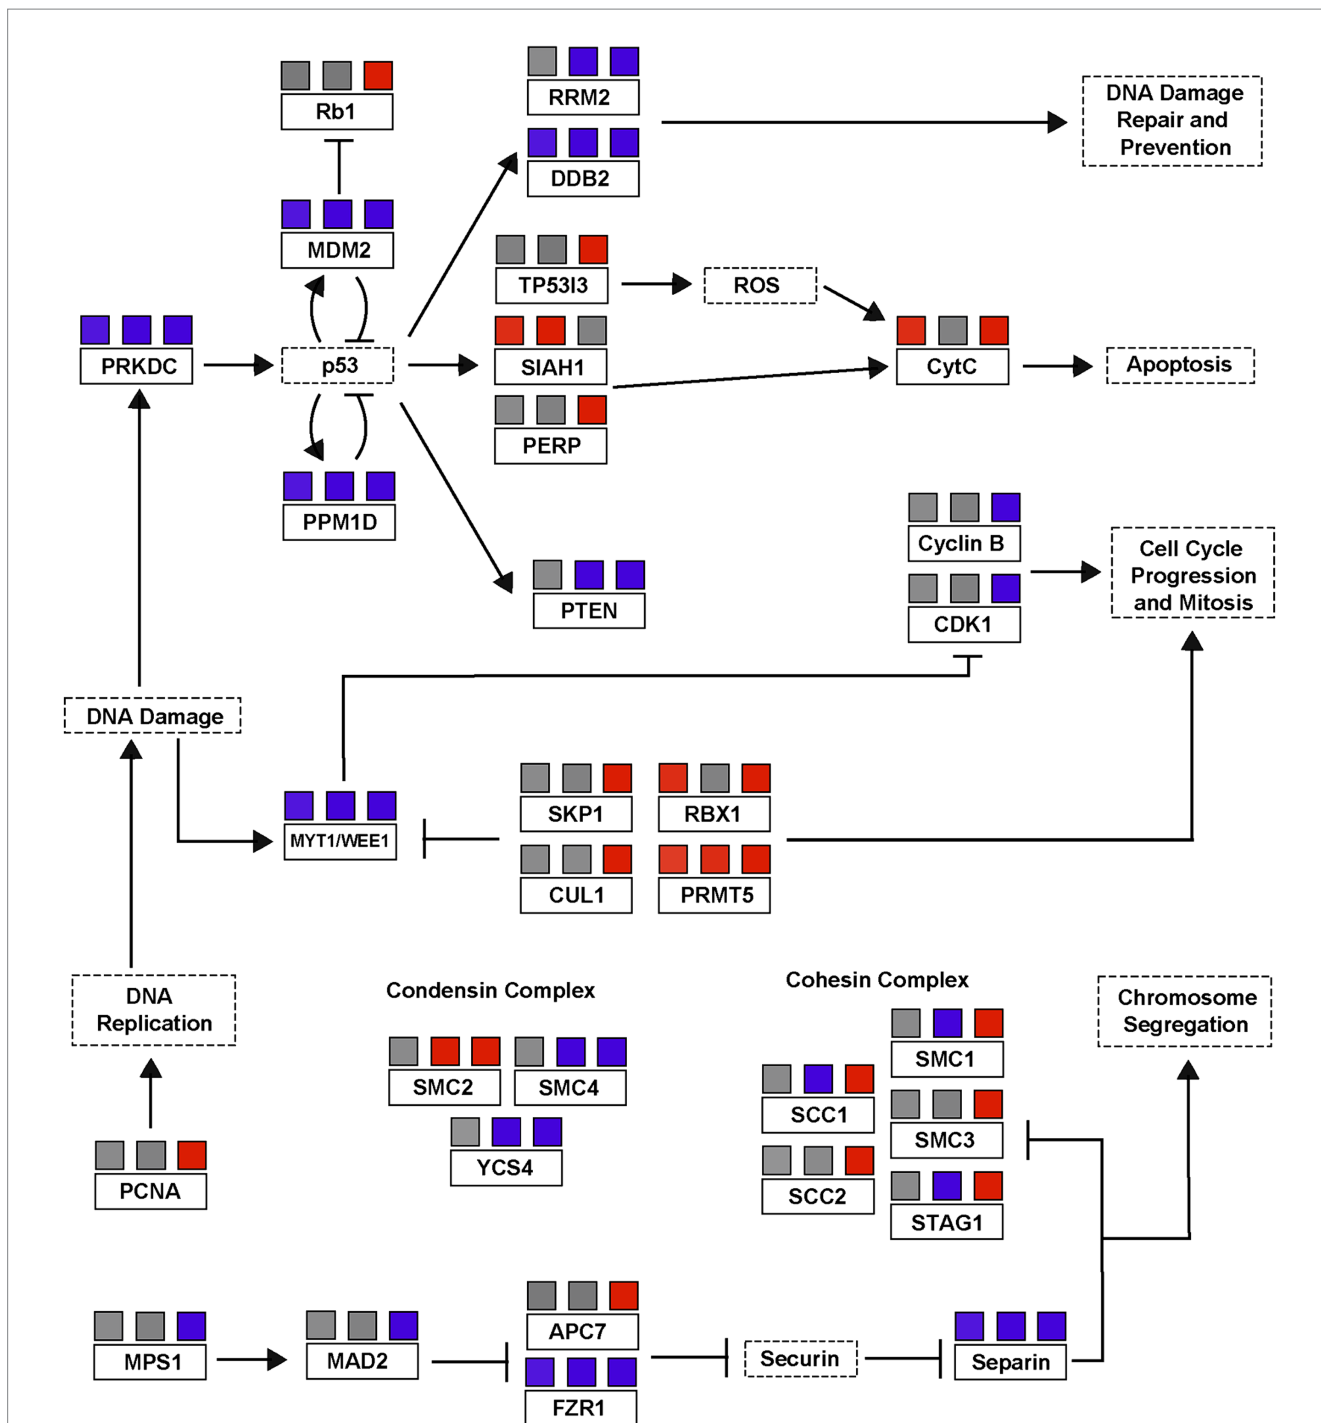 Rb1
RRM2
DNA Damage
Repair and
Prevention
DDB2
MDM2
TP53I3
ROS
PRKDC
p53
SIAH1
CytC
Apoptosis
PERP
PPM1D
Cyclin B
Cell Cycle
Progression
and Mitosis
PTEN
CDK1
DNA Damage
MYT1/WEE1
SKP1
RBX1
CUL1
PRMT5
DNA
Replication
Condensin Complex
Cohesin Complex
Chromosome
Segregation
SMC2
SMC4
SMC1
SCC1
YCS4
SMC3
PCNA
SCC2
STAG1
MPS1
MAD2
APC7
Securin
Separin
FZR1